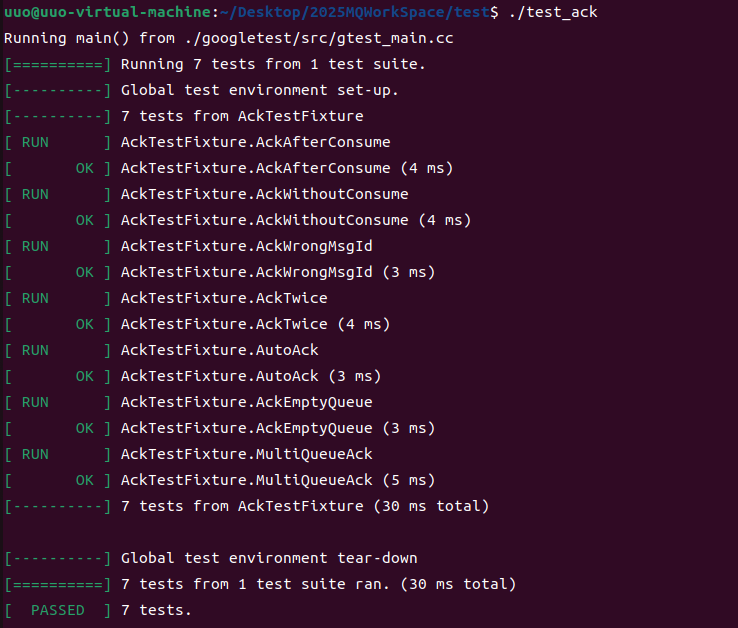 uuo@uuo-virtual-machine:~/Desktop/2025MQWorkSpace/test$ ./test_ack
Running main() from ./googletest/src/gtest_main.cc
[==========] Running 7 tests from 1 test suite.
[----------] Global test environment set-up.
[----------] 7 tests from AckTestFixture
[ RUN      ] AckTestFixture.AckAfterConsume
[       OK ] AckTestFixture.AckAfterConsume (4 ms)
[ RUN      ] AckTestFixture.AckWithoutConsume
[       OK ] AckTestFixture.AckWithoutConsume (4 ms)
[ RUN      ] AckTestFixture.AckWrongMsgId
[       OK ] AckTestFixture.AckWrongMsgId (3 ms)
[ RUN      ] AckTestFixture.AckTwice
[       OK ] AckTestFixture.AckTwice (4 ms)
[ RUN      ] AckTestFixture.AutoAck
[       OK ] AckTestFixture.AutoAck (3 ms)
[ RUN      ] AckTestFixture.AckEmptyQueue
[       OK ] AckTestFixture.AckEmptyQueue (3 ms)
[ RUN      ] AckTestFixture.MultiQueueAck
[       OK ] AckTestFixture.MultiQueueAck (5 ms)
[----------] 7 tests from AckTestFixture (30 ms total)

[----------] Global test environment tear-down
[==========] 7 tests from 1 test suite ran. (30 ms total)
[  PASSED  ] 7 tests.